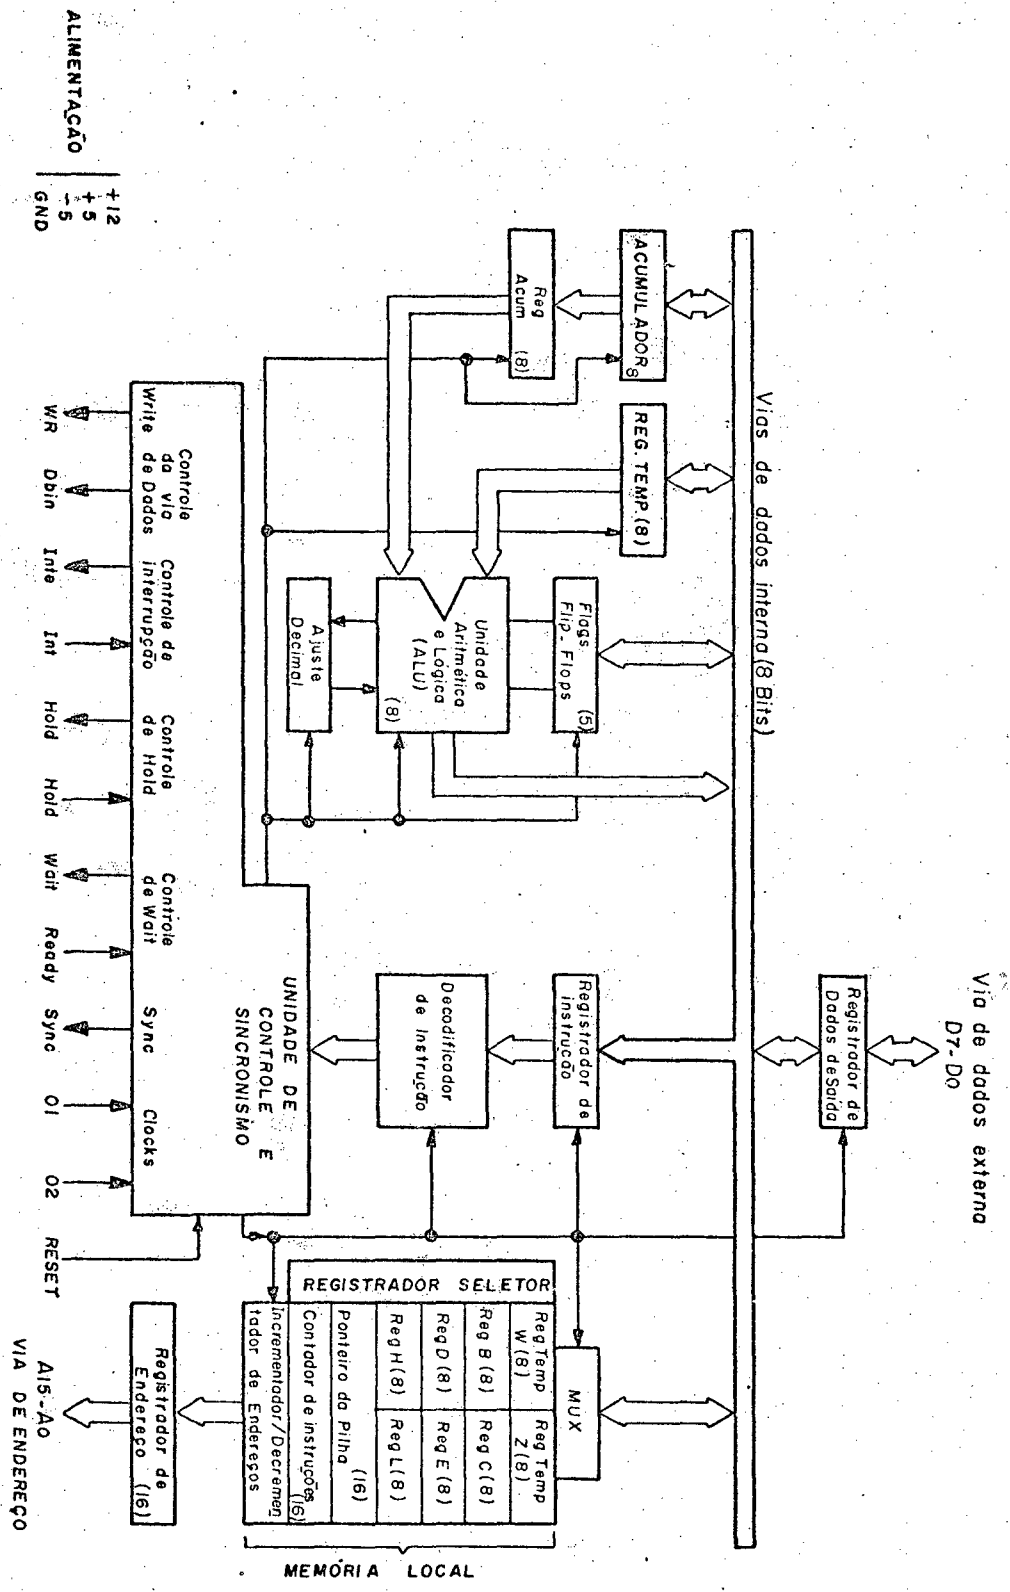 Via de dados externa
D7-D0
Registrador de
Dados de Saída
Vias de dados interna (8 Bits)
ACUMULADOR 8
REG. TEMP. (8)
Reg
Acum
(8)
Flags
Flip-Flops
(5)
Unidade
Aritmética
e Lógica
(ALU)
(8)
Ajuste
Decimal
Registrador de
instrucão
Decodificador
de Instrução
MUX
REGISTRADOR SELETOR
Reg.Temp
W(8)
Reg Temp
Z(8)
Reg B (8)
Reg C (8)
Reg D (8)
Reg E (8)
Reg H (8)
Reg L (8)
Ponteiro da Pilha
(16)
Contador de instruções
(16)
Incrementador/Decremen
tador de Endereços
MEMÓRIA LOCAL
UNIDADE DE
CONTROLE E
SINCRONISMO
Controle
da via
Write de Dados
Controle de
interrupção
Controle
de Hold
Controle
de Wait
Sync
Clocks
WR
Dbin
Inte
Int
Hold
Hold
Wait
Ready
Sync
O1
O2
RESET
Registrador de
Endereço (16)
A15-A0
VIA DE ENDEREÇO
ALIMENTAÇÃO
+12
+5
-5
GND